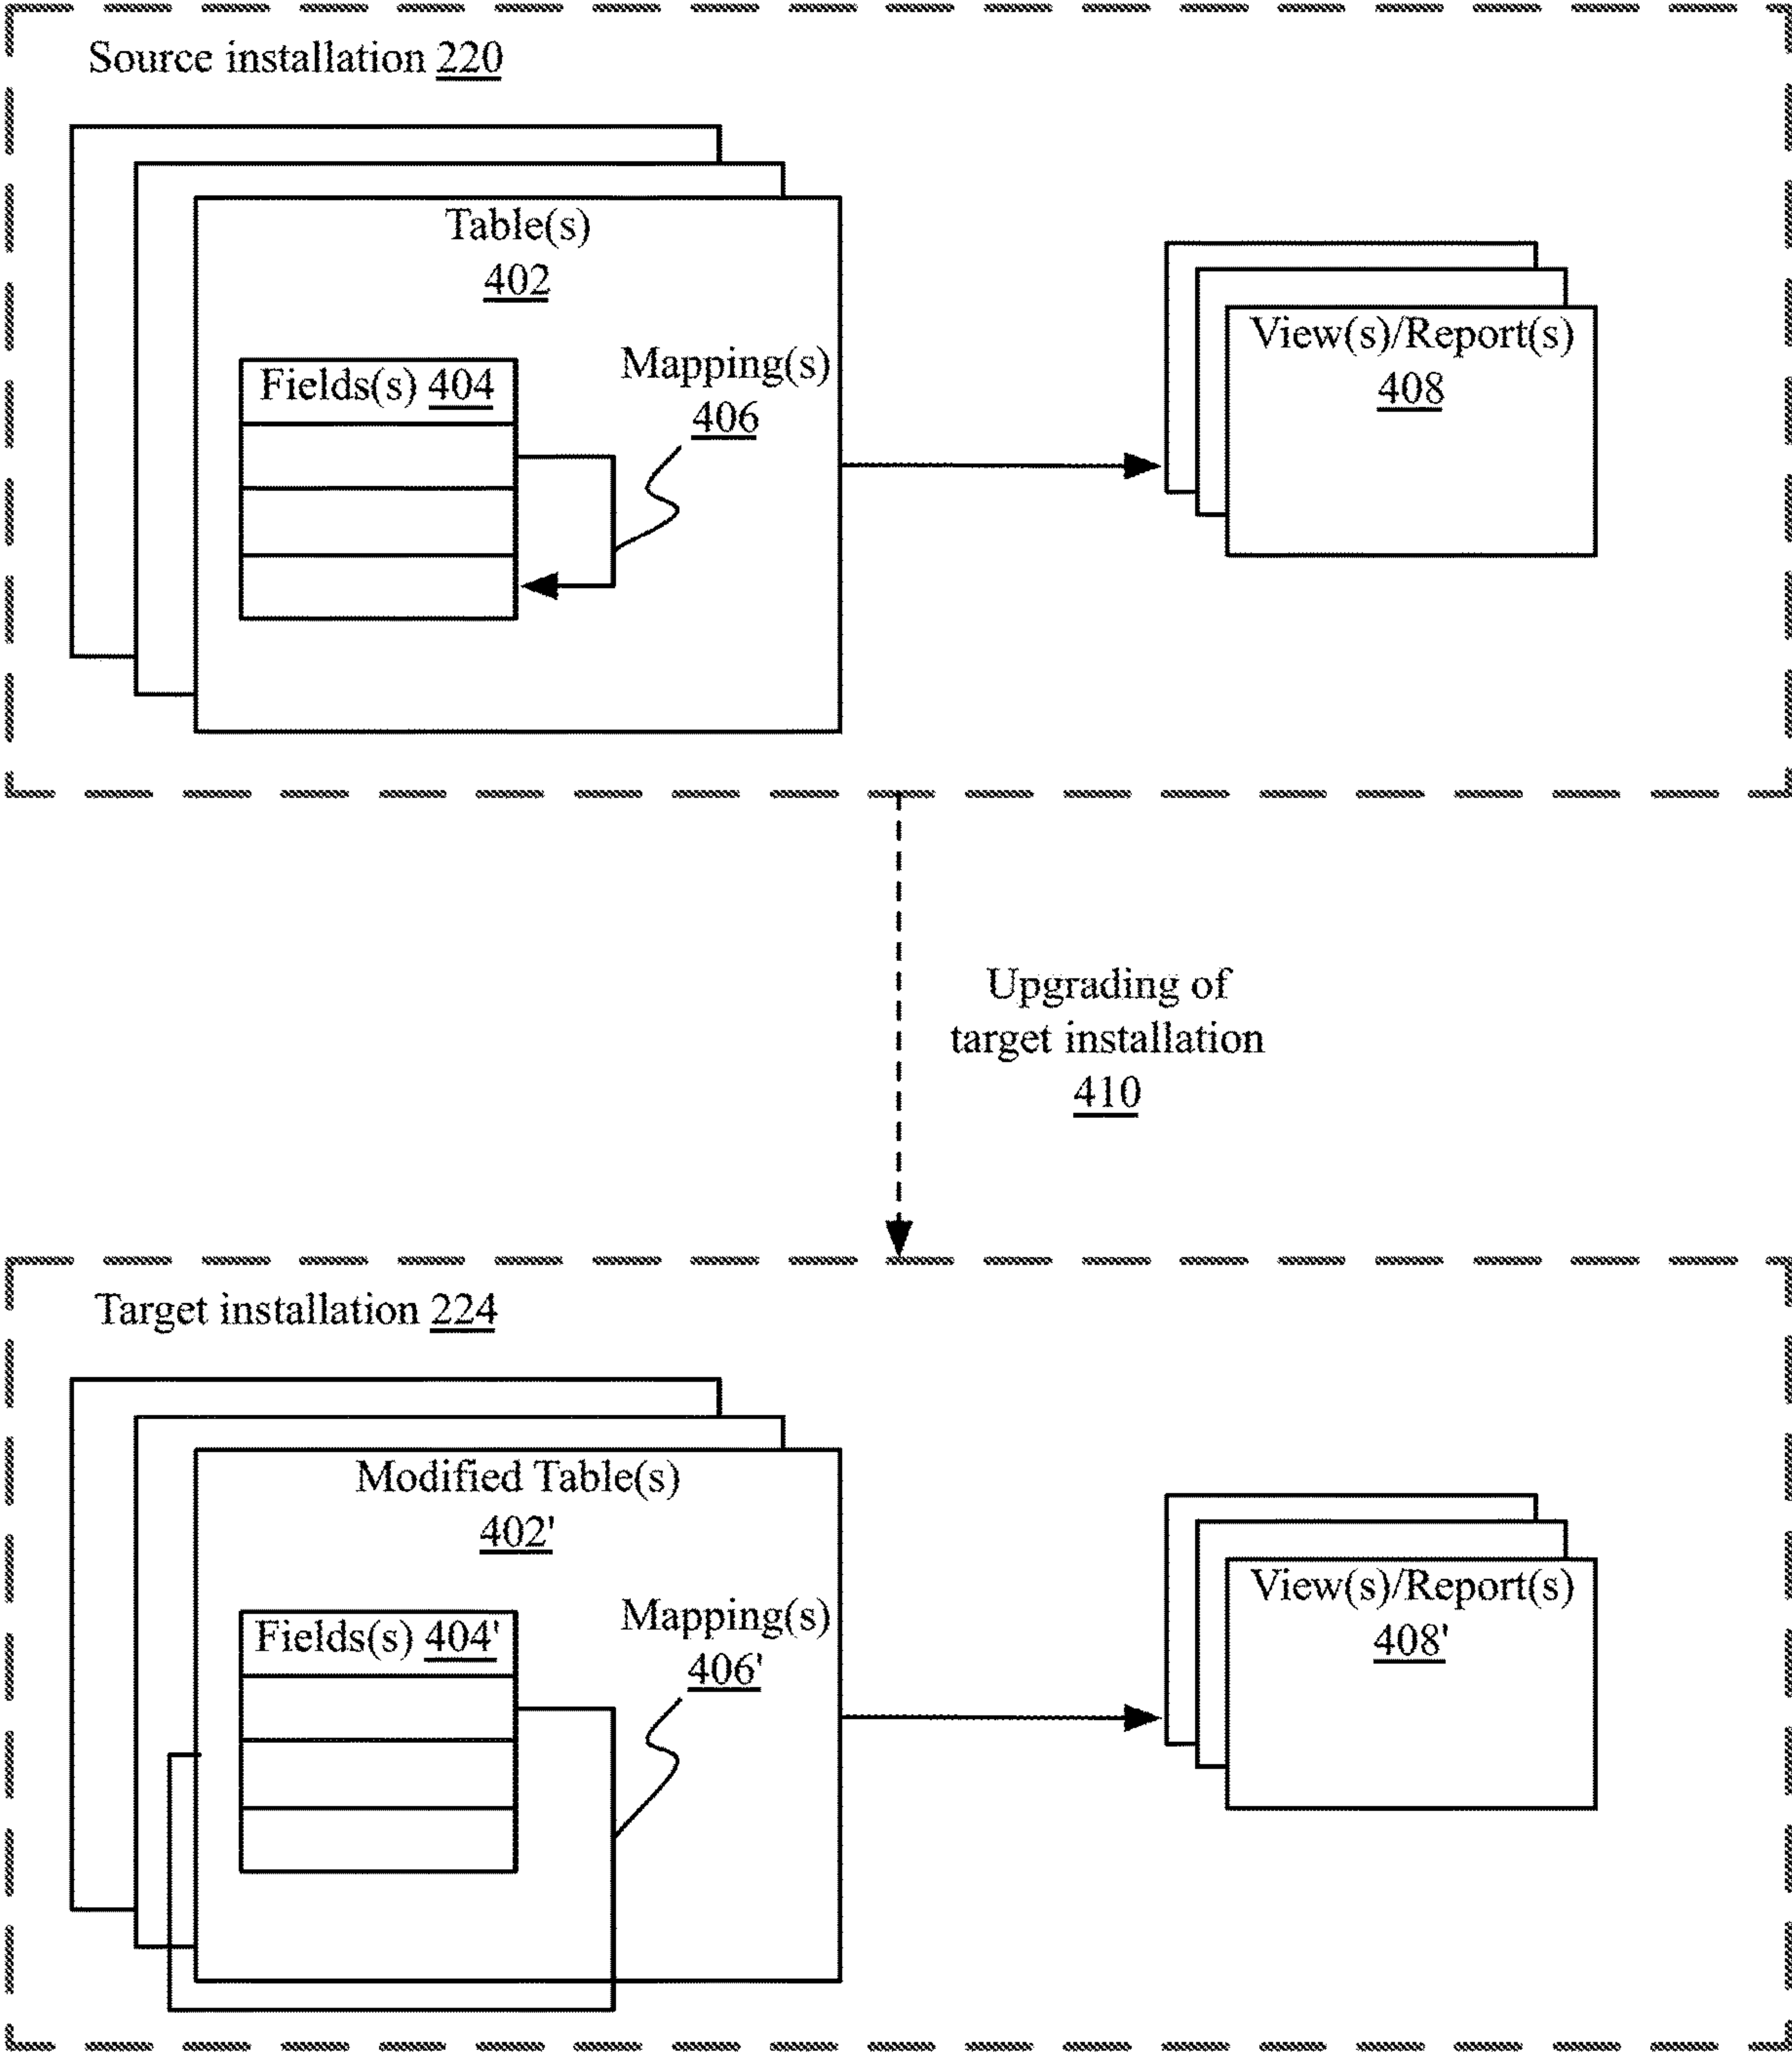 Source installation 220
Table(s)
402
Fields(s) 404
Mapping(s)
406
View(s)/Report(s)
408
Upgrading of
target installation
410
Target installation 224
Modified Table(s)
402'
Fields(s) 404'
Mapping(s)
406'
View(s)/Report(s)
408'